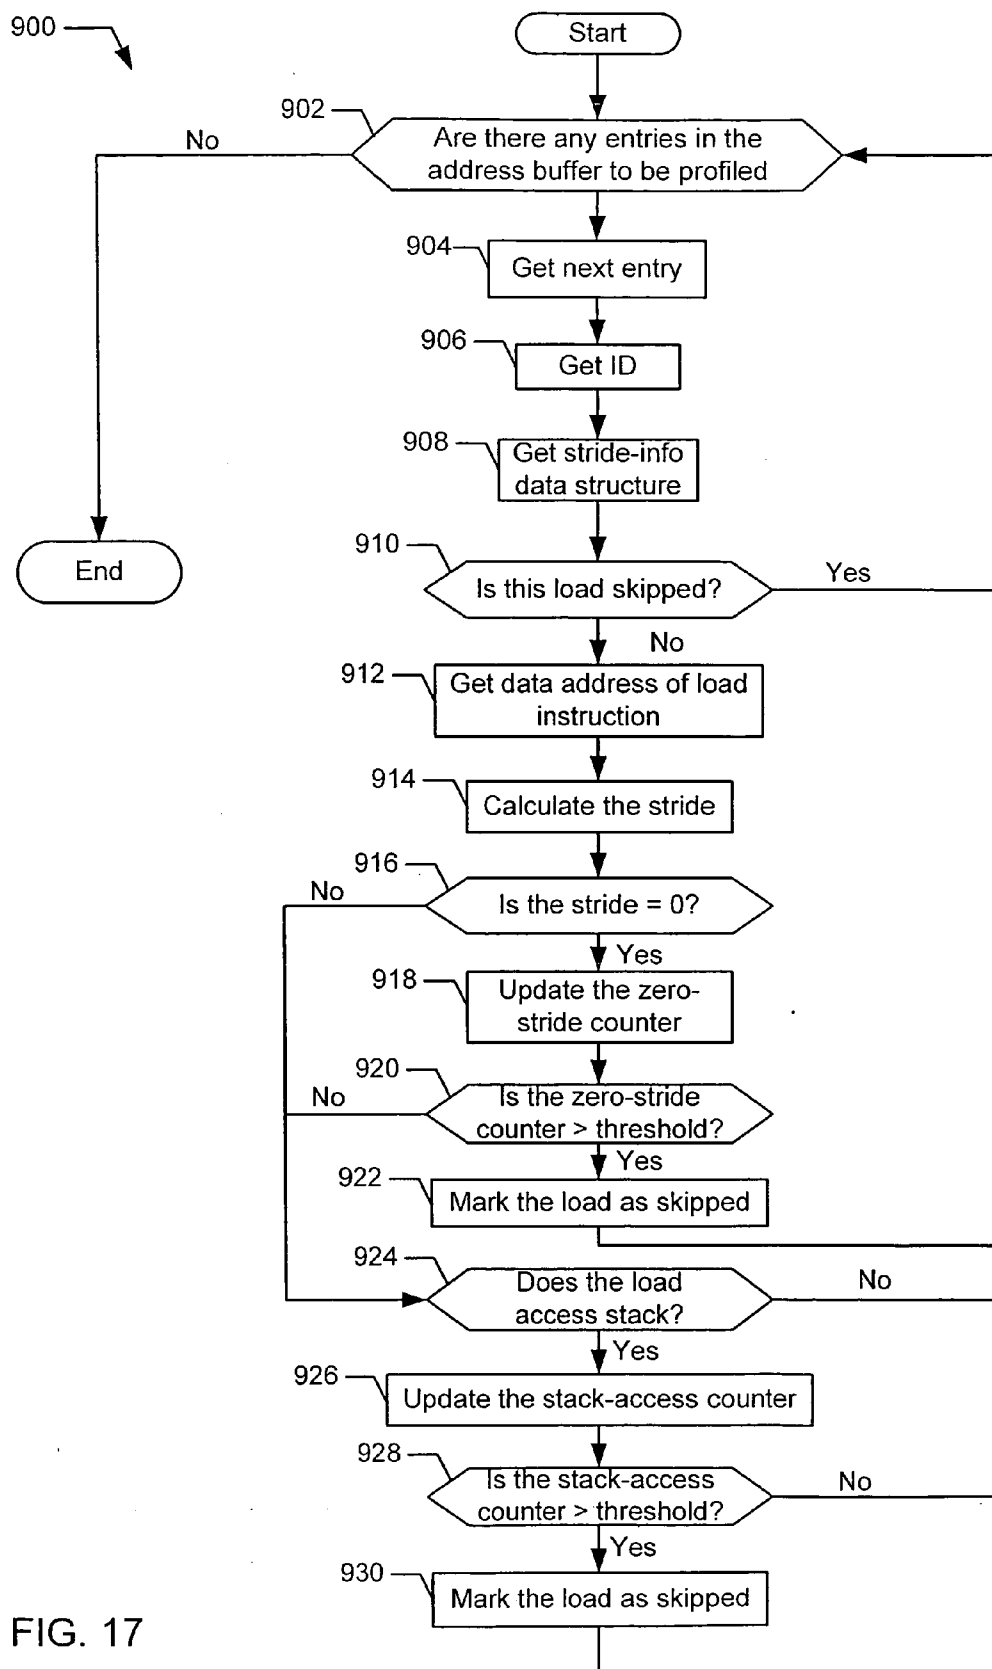 900
Start
902
No
Are there any entries in the
address buffer to be profiled
904
Get next entry
906
Get ID
908
Get stride-info
data structure
End
910
Is this load skipped?
Yes
No
912
Get data address of load
instruction
914
Calculate the stride
916
No
Is the stride = 0?
Yes
918
Update the zero-
stride counter
920
No
Is the zero-stride
counter > threshold?
Yes
922
Mark the load as skipped
924
Does the load
access stack?
No
Yes
926
Update the stack-access counter
928
Is the stack-access
counter > threshold?
No
Yes
930
Mark the load as skipped
FIG. 17